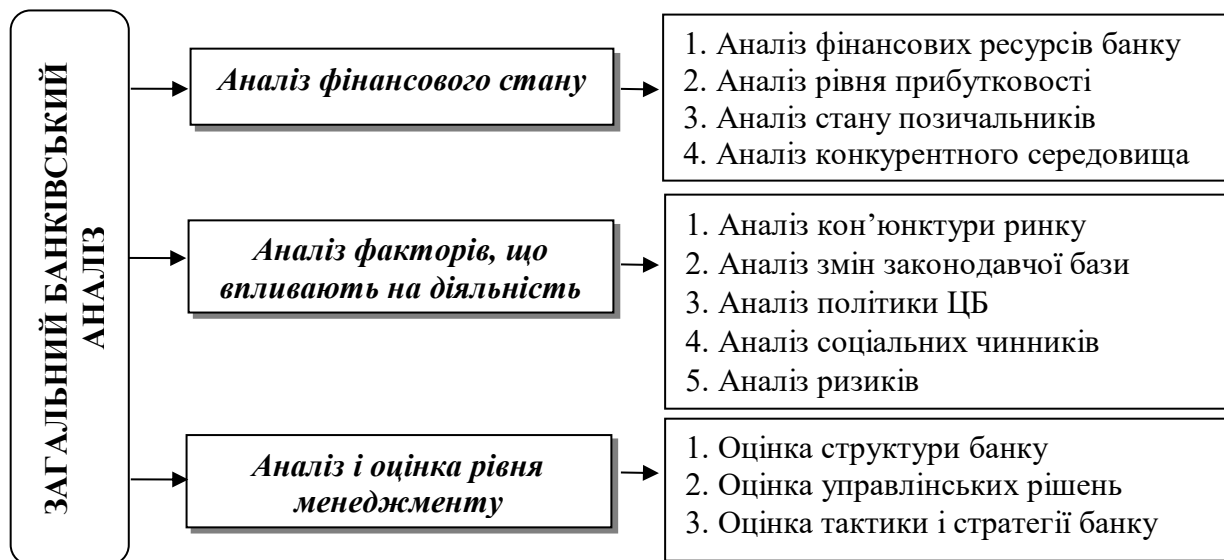 ЗАГАЛЬНИЙ БАНКІВСЬКИЙ
АНАЛІЗ
Аналіз фінансового стану
1. Аналіз фінансових ресурсів банку
2. Аналіз рівня прибутковості
3. Аналіз стану позичальників
4. Аналіз конкурентного середовища
Аналіз факторів, що
впливають на діяльність
1. Аналіз кон’юнктури ринку
2. Аналіз змін законодавчої бази
3. Аналіз політики ЦБ
4. Аналіз соціальних чинників
5. Аналіз ризиків
Аналіз і оцінка рівня
менеджменту
1. Оцінка структури банку
2. Оцінка управлінських рішень
3. Оцінка тактики і стратегії банку